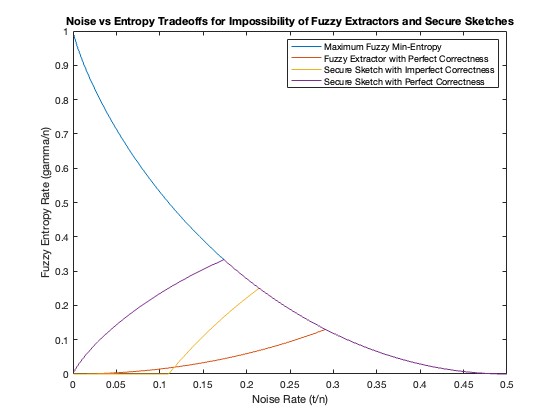 Noise vs Entropy Tradeoffs for Impossibility of Fuzzy Extractors and Secure Sketches
Maximum Fuzzy Min-Entropy
Fuzzy Extractor with Perfect Correctness
Secure Sketch with Imperfect Correctness
Secure Sketch with Perfect Correctness
Fuzzy Entropy Rate (gamma/n)
1
0.9
0.8
0.7
0.6
0.5
0.4
0.3
0.2
0.1
0
0 0.05 0.1 0.15 0.2 0.25 0.3 0.35 0.4 0.45 0.5
Noise Rate (t/n)